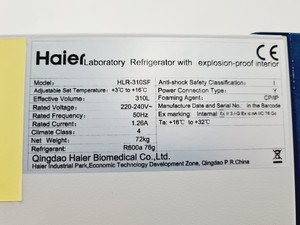 Haier Laboratory Refrigerator with explosion-proof interior CE
Model: HLR-310SF
Adjustable Set Temperature: +3°C to +16°C
Effective Volume: 310L
Rated Voltage: 220-240V~
Rated Frequency: 50Hz
Rated Current: 1.26A
Climate Class: 4
Net Weight: 72kg
Refrigerant: R600a 76g
Anti-shock Safety Classification: I
Power Connection Type: Y
Foaming Agent: CP/IP
Manufacture Date and Serial No.: in the Barcode
Ex marking: Internal
Ta: +16°C to +32°C
Qingdao Haier Biomedical Co.,Ltd.
Haier Industrial Park,Economic Technology Development Zone, Qingdao P.R.China